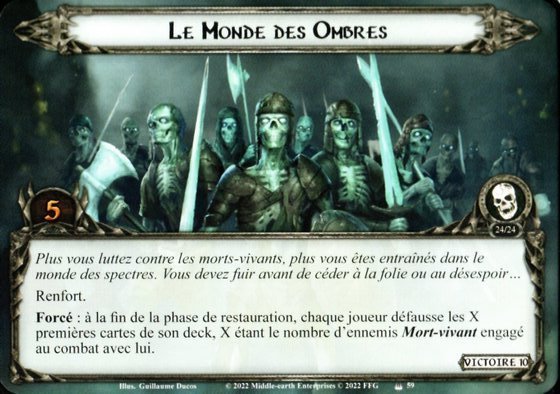 Le Monde des Ombres
5
24/24
Plus vous luttez contre les morts-vivants, plus vous êtes entraînés dans le
monde des spectres. Vous devez fuir avant de céder à la folie ou au désespoir…
Renfort.
Forcé : à la fin de la phase de restauration, chaque joueur défausse les X
premières cartes de son deck, X étant le nombre d’ennemis Mort-vivant engagé
au combat avec lui.
Victoire 10
Illus. Guillaume Ducos © 2022 Middle-earth Enterprises © 2022 FFG 59